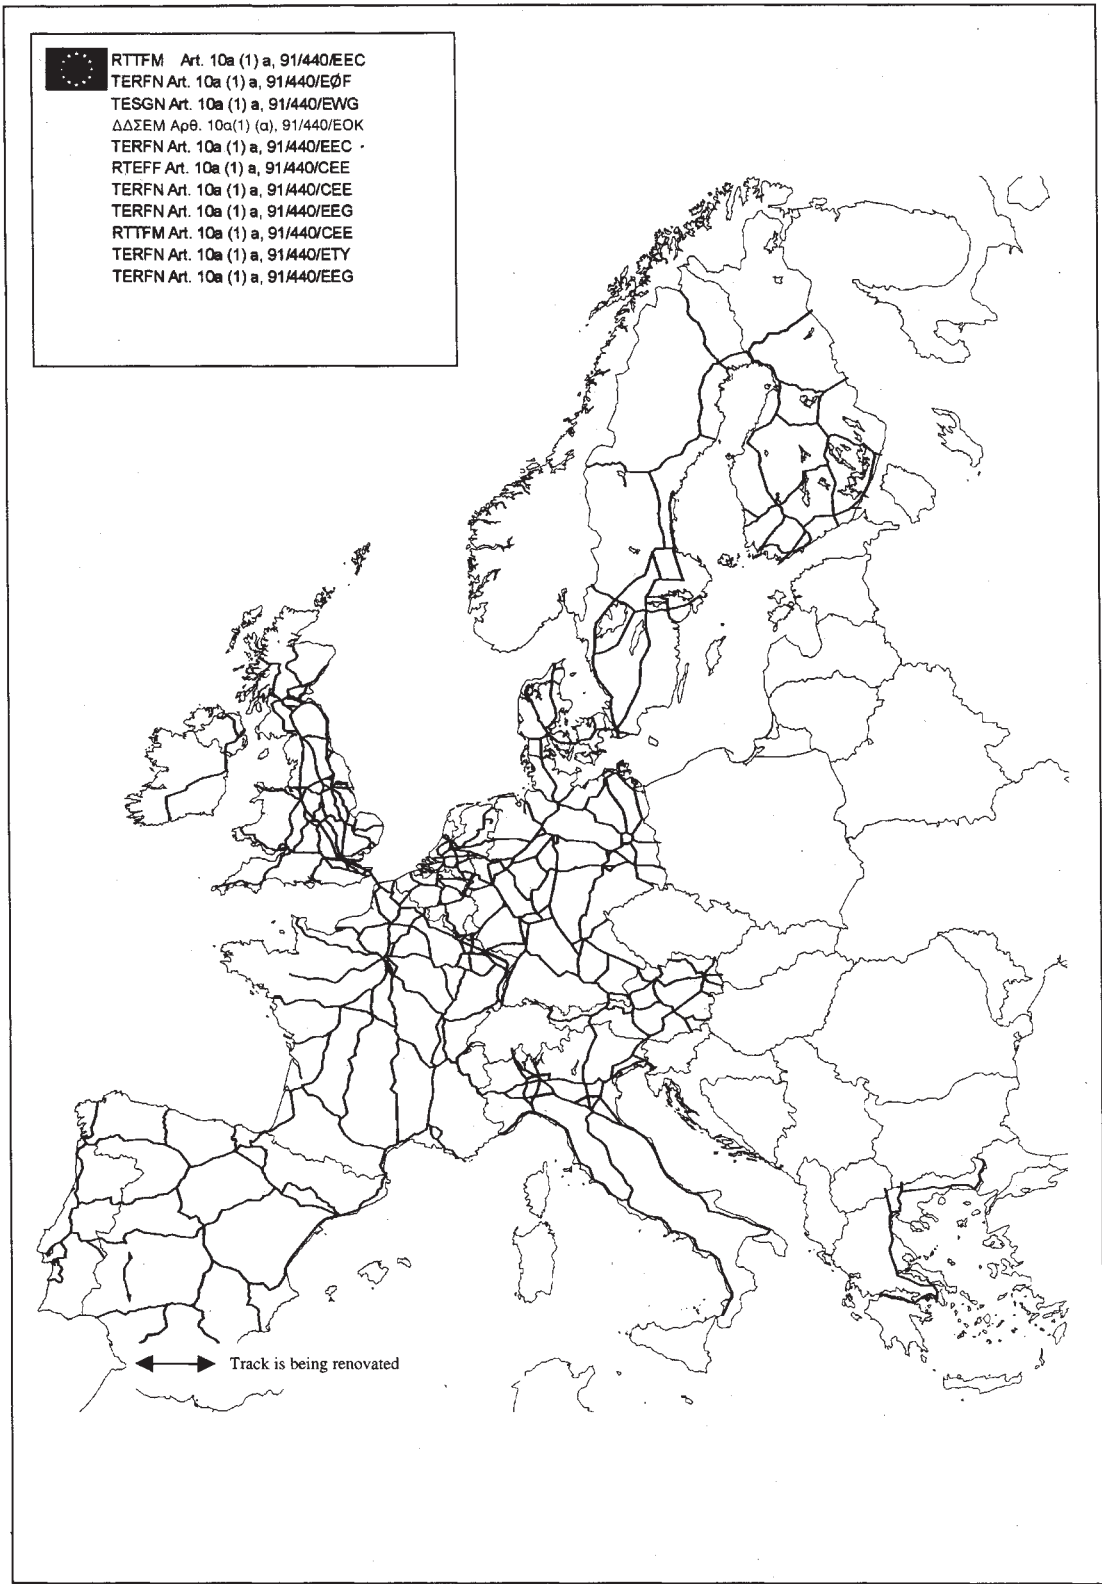 RTTFM Art. 10a (1) a, 91/440/EEC
TERFN Art. 10a (1) a, 91/440/EØF
TESGN Art. 10a (1) a, 91/440/EWG
ΔΔΣΕΜ Αρθ. 10α(1) (α), 91/440/ΕΟΚ
TERFN Art. 10a (1) a, 91/440/EEC
RTEFF Art. 10a (1) a, 91/440/CEE
TERFN Art. 10a (1) a, 91/440/CEE
TERFN Art. 10a (1) a, 91/440/EEG
RTTFM Art. 10a (1) a, 91/440/CEE
TERFN Art. 10a (1) a, 91/440/ETY
TERFN Art. 10a (1) a, 91/440/EEG
Track is being renovated